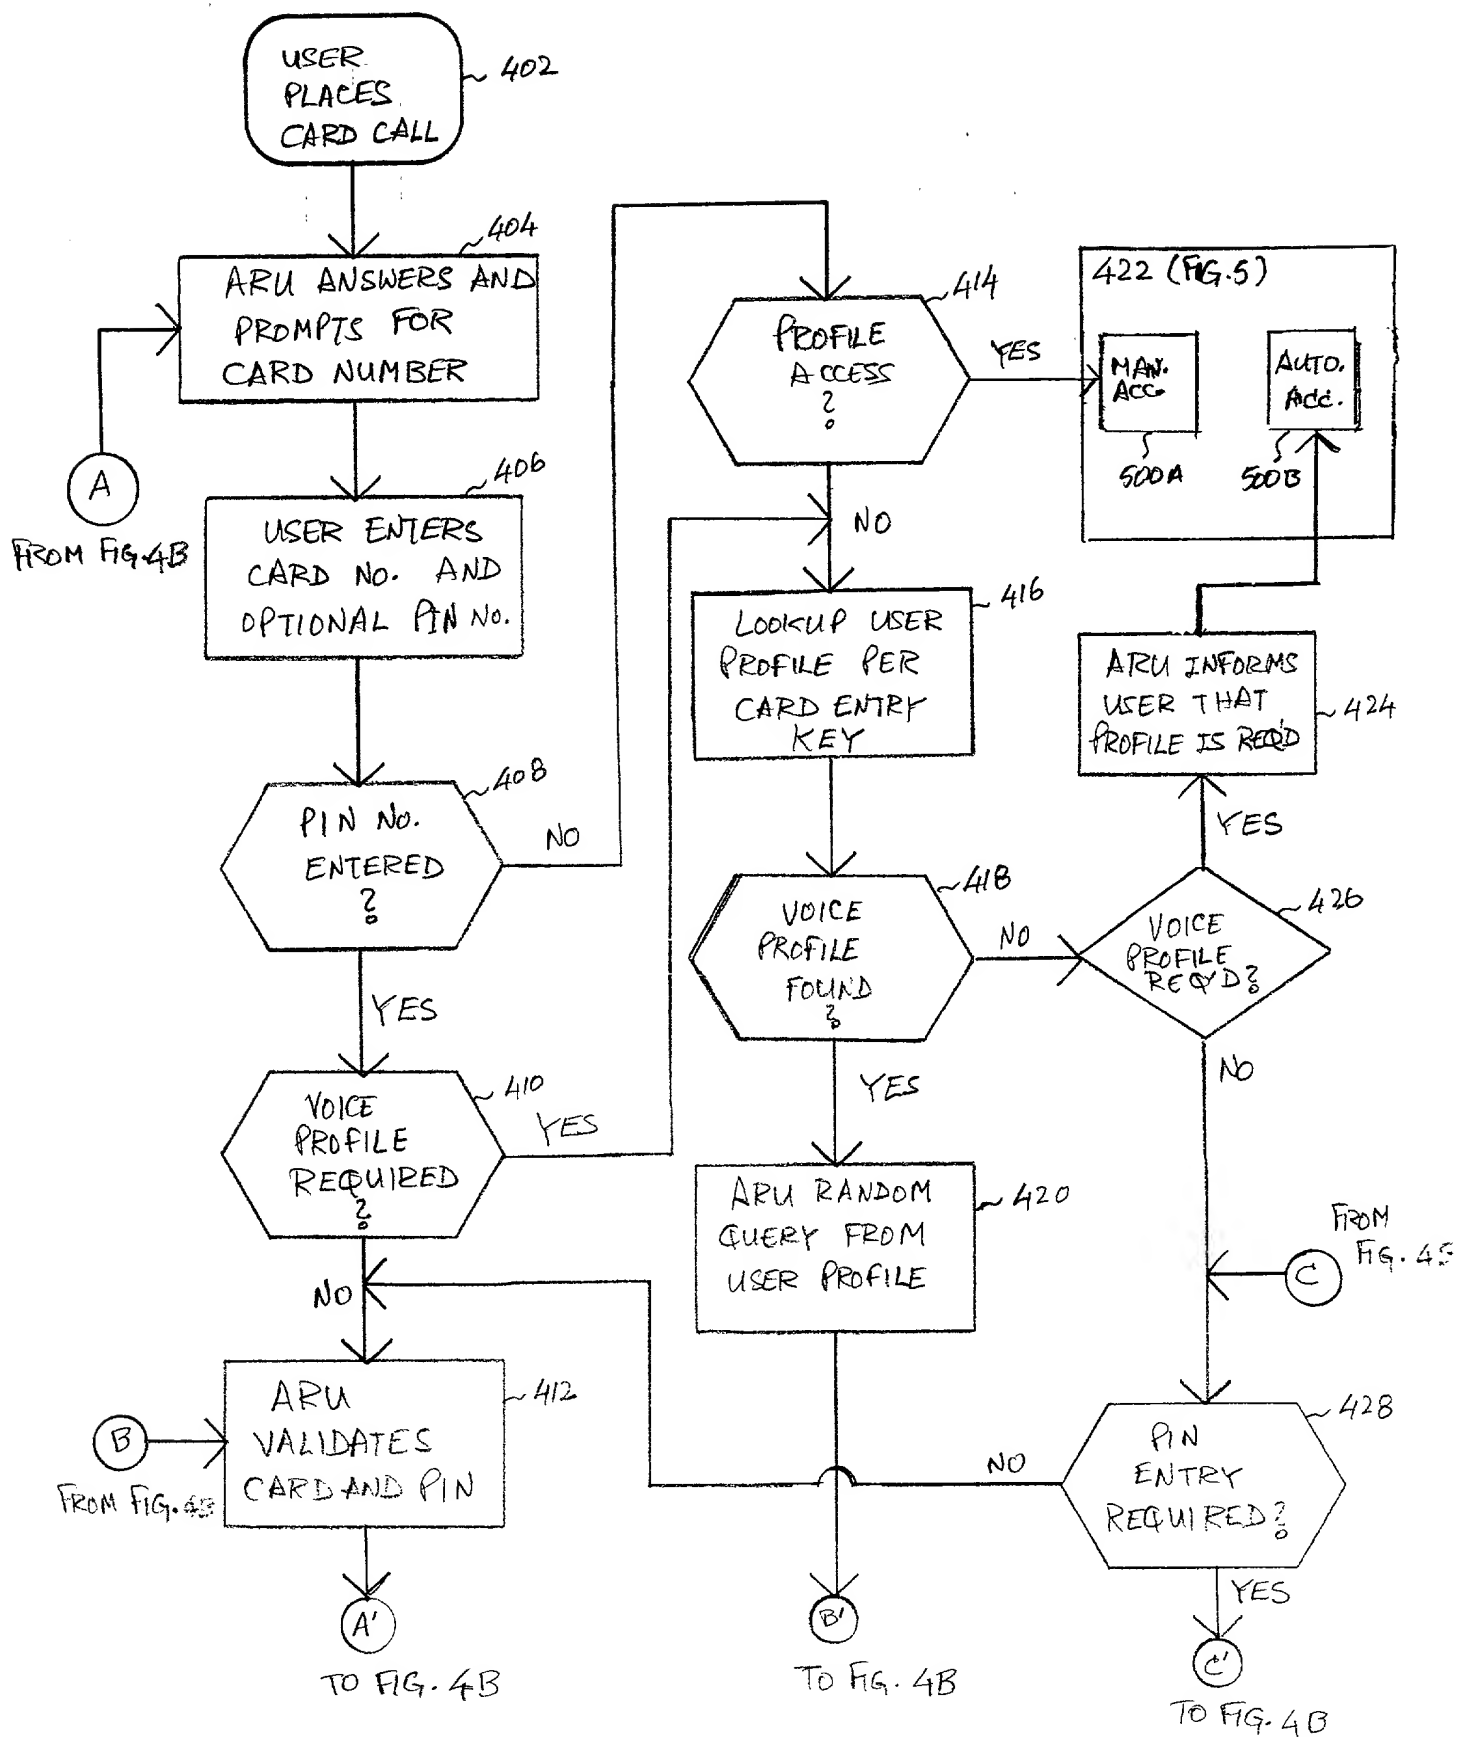 USER
PLACES
CARD CALL
402
404
ARU ANSWERS AND
PROMPTS FOR
CARD NUMBER
A
FROM FIG.4B
406
USER ENTERS
CARD NO. AND
OPTIONAL PIN NO.
408
PIN NO.
ENTERED
?
NO
YES
410
VOICE
PROFILE
REQUIRED
?
YES
NO
412
ARU
VALIDATES
CARD AND PIN
B
FROM FIG.
A'
TO FIG. 4B
414
PROFILE
ACCESS
?
YES
NO
416
LOOKUP USER
PROFILE PER
CARD ENTRY
KEY
418
VOICE
PROFILE
FOUND
?
NO
YES
420
ARU RANDOM
QUERY FROM
USER PROFILE
B'
TO FIG. 4B
422 (FIG.5)
MAN.
ACC.
500A
AUTO.
ACC.
500B
ARU INFORMS
USER THAT
PROFILE IS REQ'D
424
YES
426
VOICE
PROFILE
REQ'D?
NO
FROM
FIG.
C
428
PIN
ENTRY
REQUIRED?
NO
YES
C'
TO FIG. 4B